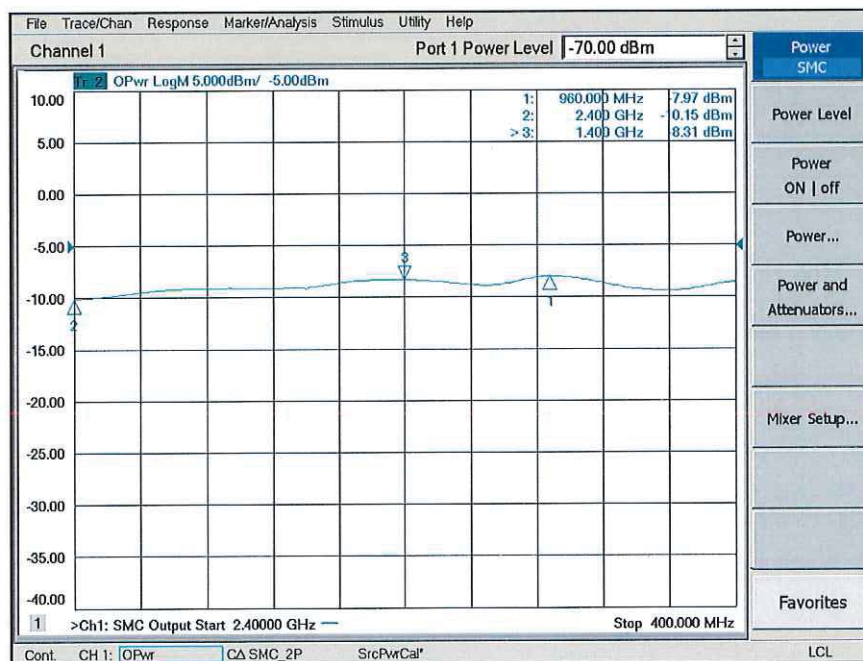 File Trace/Chan Response Marker/Analysis Stimulus Utility Help
Channel 1 Port 1 Power Level -70.00 dBm
Power
SMC
Power Level
Power
ON | off
Power...
Power and
Attenuators...
Mixer Setup...
Favorites
Tr 2 OPwr LogM 5.000dBm/ -5.00dBm
1: 960.000 MHz -7.97 dBm
2: 2.400 GHz -10.15 dBm
> 3: 1.400 GHz -8.31 dBm
10.00
5.00
0.00
-5.00
-10.00
-15.00
-20.00
-25.00
-30.00
-35.00
-40.00
3
1
2
1 >Ch1: SMC Output Start 2.40000 GHz — Stop 400.000 MHz
Cont. CH 1: OPwr C∆ SMC_2P SrcPwrCal* LCL